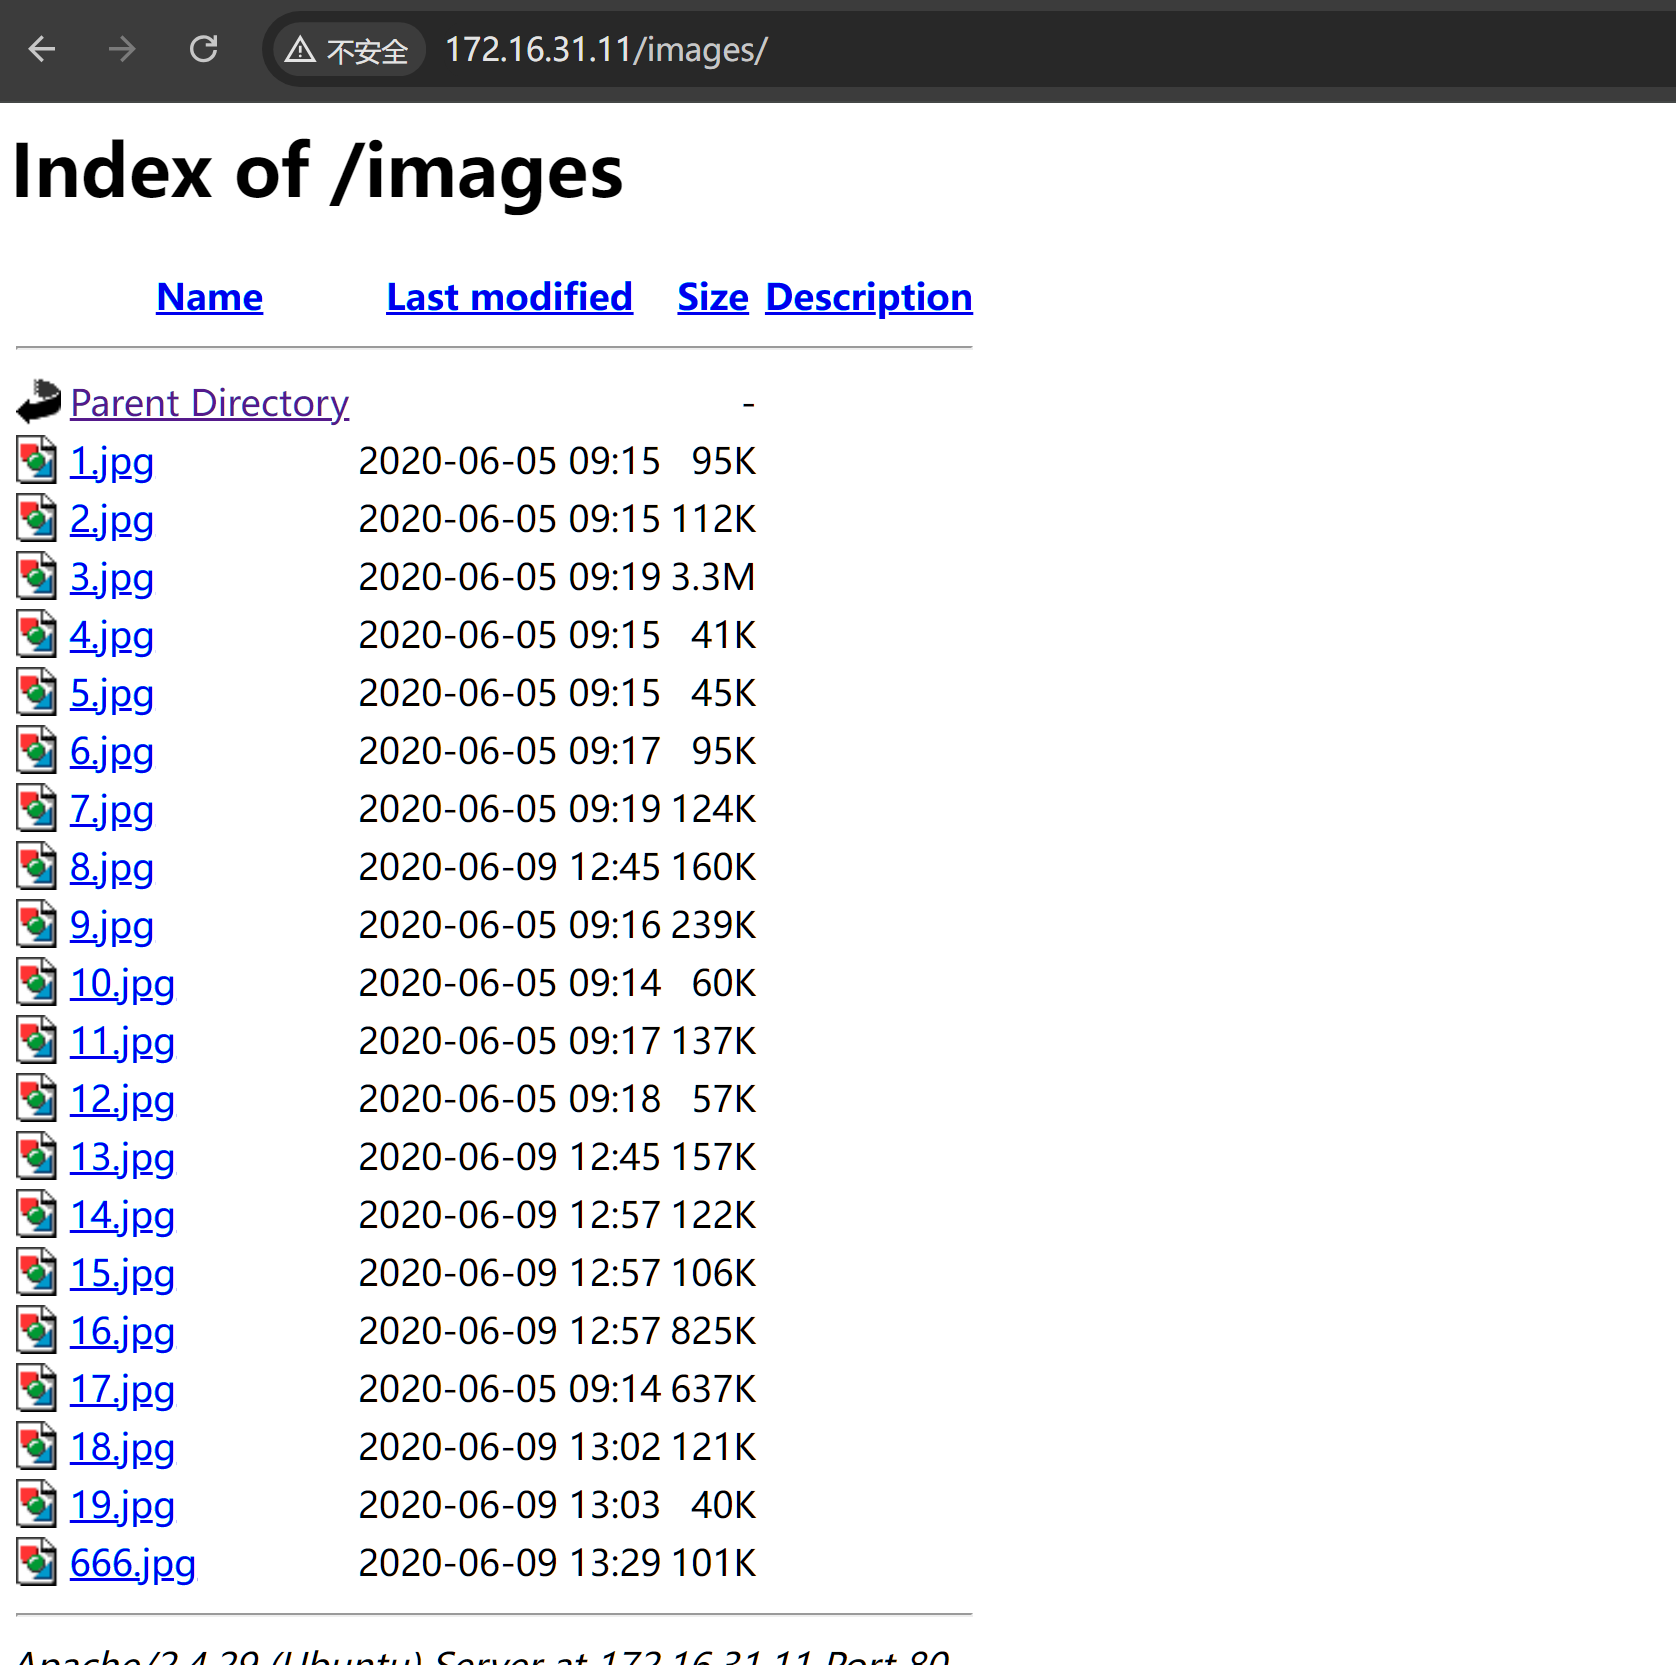 不安全 172.16.31.11/images/
Index of /images
Name Last modified Size Description
Parent Directory -
1.jpg 2020-06-05 09:15 95K
2.jpg 2020-06-05 09:15 112K
3.jpg 2020-06-05 09:19 3.3M
4.jpg 2020-06-05 09:15 41K
5.jpg 2020-06-05 09:15 45K
6.jpg 2020-06-05 09:17 95K
7.jpg 2020-06-05 09:19 124K
8.jpg 2020-06-09 12:45 160K
9.jpg 2020-06-05 09:16 239K
10.jpg 2020-06-05 09:14 60K
11.jpg 2020-06-05 09:17 137K
12.jpg 2020-06-05 09:18 57K
13.jpg 2020-06-09 12:45 157K
14.jpg 2020-06-09 12:57 122K
15.jpg 2020-06-09 12:57 106K
16.jpg 2020-06-09 12:57 825K
17.jpg 2020-06-05 09:14 637K
18.jpg 2020-06-09 13:02 121K
19.jpg 2020-06-09 13:03 40K
666.jpg 2020-06-09 13:29 101K
Apache/2.4.29 (Ubuntu) Server at 172.16.31.11 Port 80